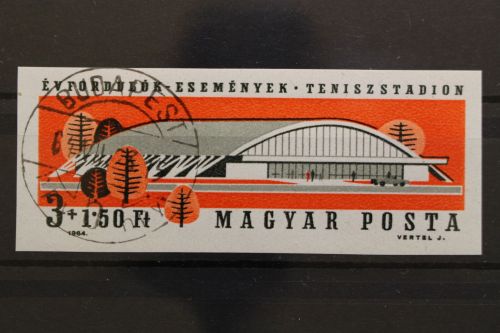 ÉVFORDULÓK - ESEMÉNYEK · TENISZSTADION
BUDAPEST
3+1·50 Ft MAGYAR POSTA
1964. VERTEL J.